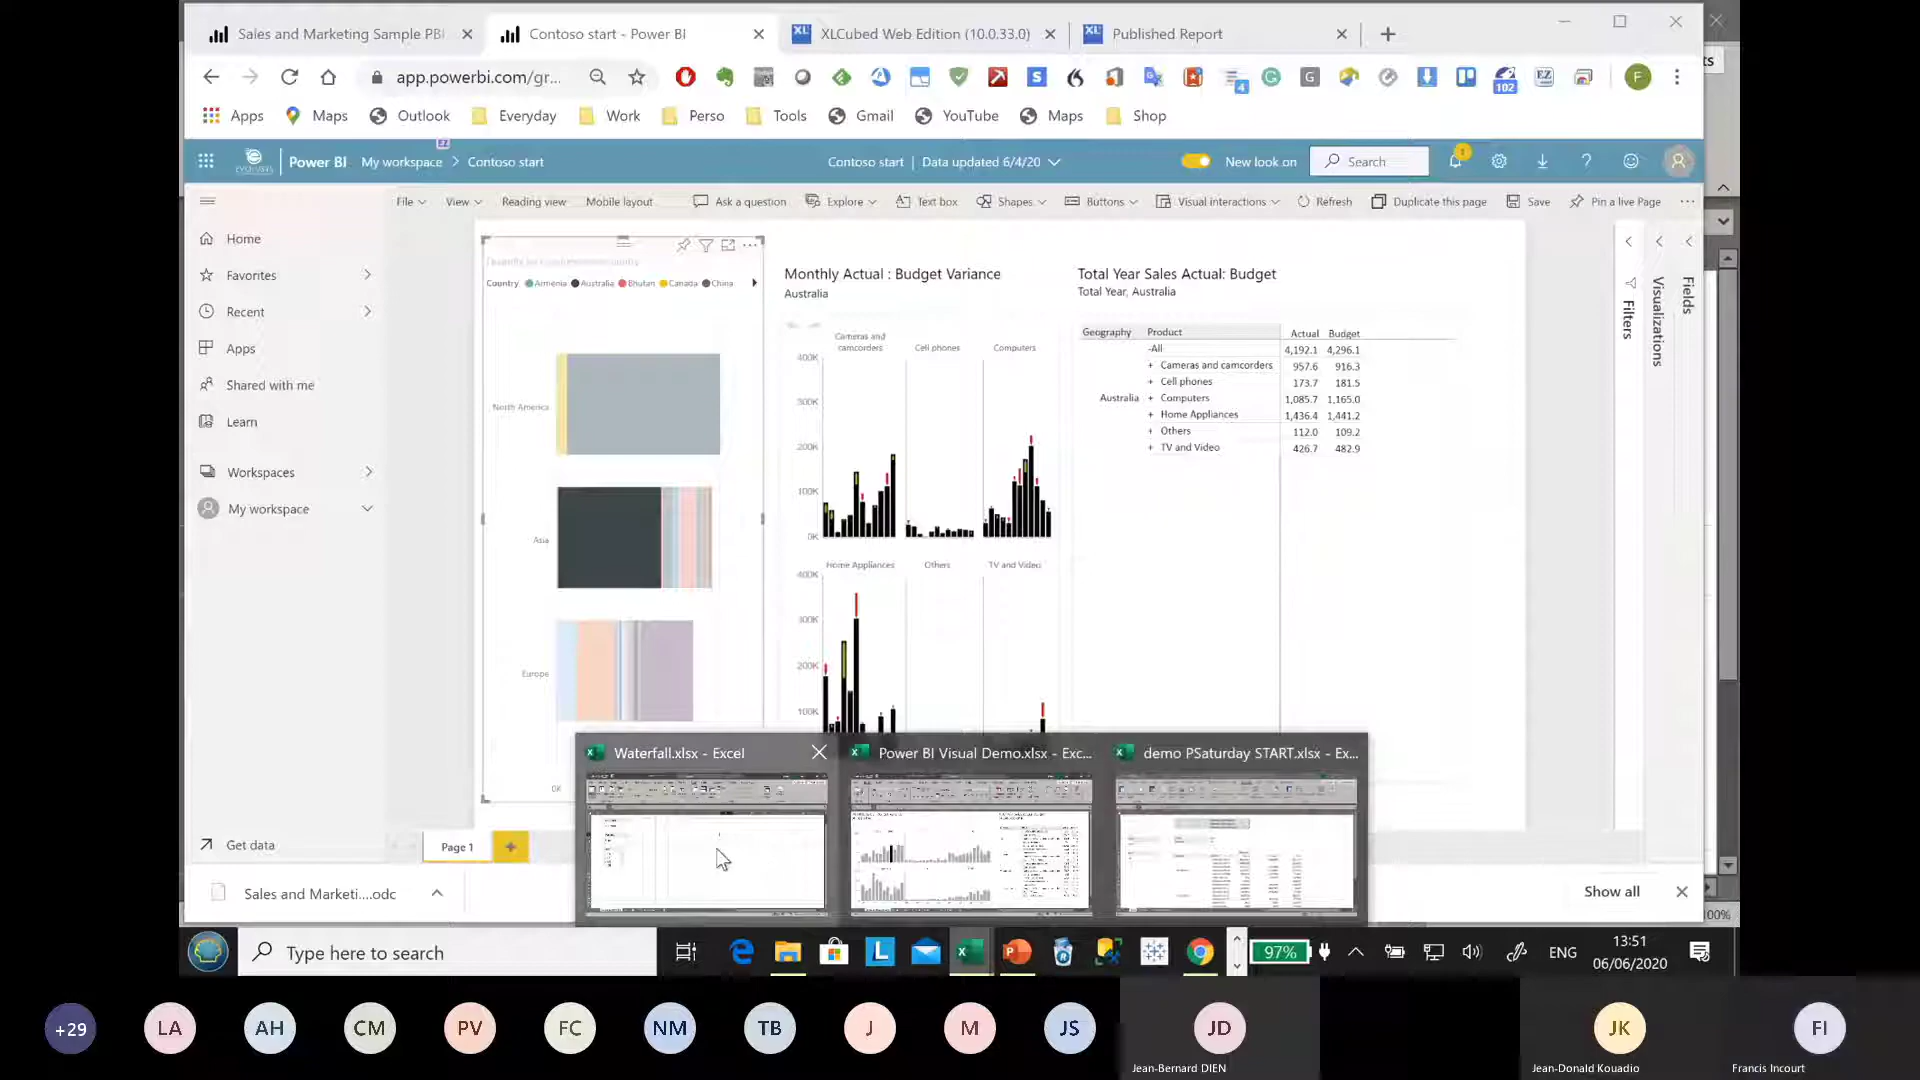 Sales and Marketing Sample PBI
Contoso start - Power BI
XLCubed Web Edition (10.0.33.0)
Published Report
app.powerbi.com/gr...
4
102
EZ
F
ts
Apps
Maps
Outlook
Everyday
Work
Perso
Tools
Gmail
YouTube
Maps
Shop
Power BI
My workspace > Contoso start
Contoso start | Data updated 6/4/20
New look on
Search
1
File
View
Reading view
Mobile layout
Ask a question
Explore
Text box
Shapes
Buttons
Visual interactions
Refresh
Duplicate this page
Save
Pin a live Page
Home
Favorites
Recent
Apps
Shared with me
Learn
Workspaces
My workspace
Get data
Country Armenia Australia Bhutan Canada China
North America
Asia
Europe
0K
Monthly Actual : Budget Variance
Australia
Cameras and camcorders
Cell phones
Computers
400K
300K
200K
100K
0K
Home Appliances
Others
TV and Video
400K
300K
200K
100K
Total Year Sales Actual: Budget
Total Year, Australia
Geography Product Actual Budget
-All 4,192.1 4,296.1
+ Cameras and camcorders 957.6 916.3
+ Cell phones 173.7 181.5
Australia + Computers 1,085.7 1,165.0
+ Home Appliances 1,436.4 1,441.2
+ Others 112.0 109.2
+ TV and Video 426.7 482.9
Filters
Visualizations
Fields
Page 1
+
Waterfall.xlsx - Excel
Power BI Visual Demo.xlsx - Exc...
demo PSaturday START.xlsx - Ex...
Sales and Marketi....odc
Show all
100%
Type here to search
97%
ENG
13:51
06/06/2020
+29
LA
AH
CM
PV
FC
NM
TB
J
M
JS
JD
JK
FI
Jean-Bernard DIEN
Jean-Donald Kouadio
Francis Incourt